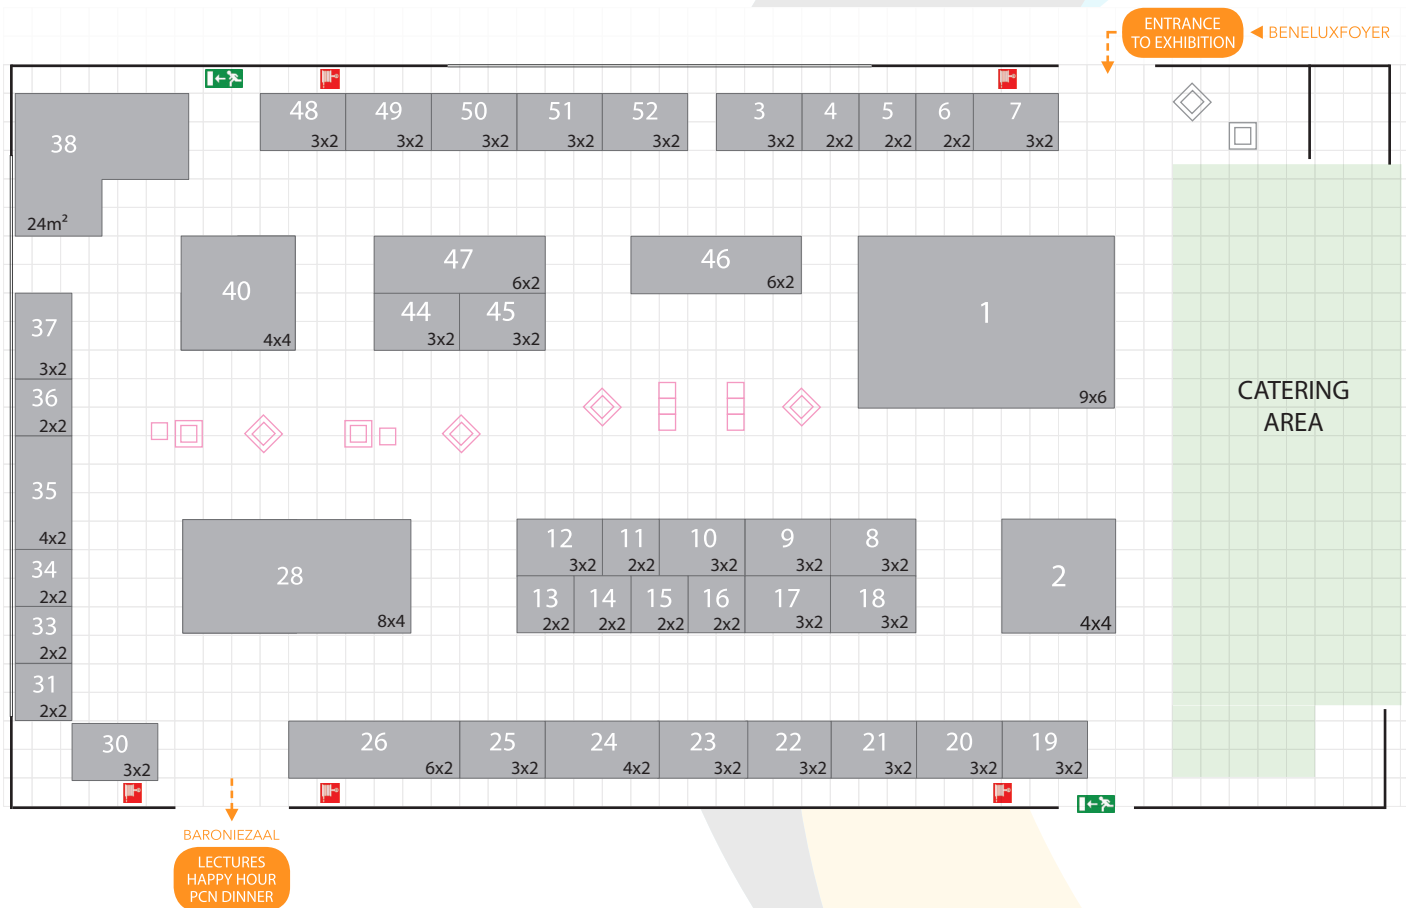 ENTRANCE
TO EXHIBITION
BENELUXFOYER
38
24m²
48
3x2
49
3x2
50
3x2
51
3x2
52
3x2
3
3x2
4
2x2
5
2x2
6
2x2
7
3x2
40
4x4
47
6x2
44
3x2
45
3x2
46
6x2
1
9x6
CATERING
AREA
37
3x2
36
2x2
35
4x2
34
2x2
33
2x2
31
2x2
30
3x2
28
8x4
12
3x2
11
2x2
10
3x2
9
3x2
8
3x2
13
2x2
14
2x2
15
2x2
16
2x2
17
3x2
18
3x2
2
4x4
26
6x2
25
3x2
24
4x2
23
3x2
22
3x2
21
3x2
20
3x2
19
3x2
BARONIEZAAL
LECTURES
HAPPY HOUR
PCN DINNER